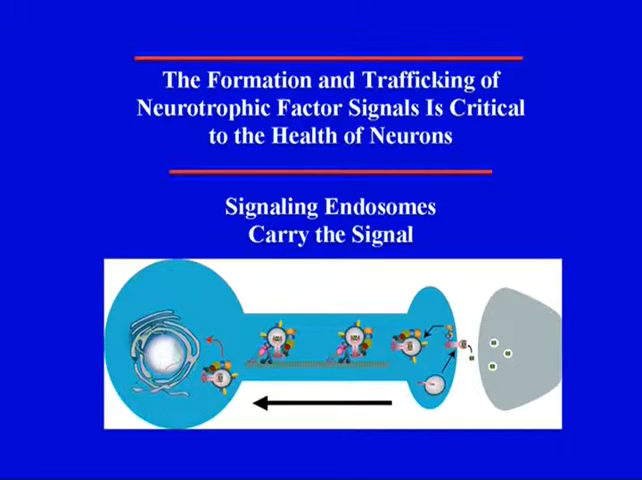 The Formation and Trafficking of
Neurotrophic Factor Signals Is Critical
to the Health of Neurons
Signaling Endosomes
Carry the Signal